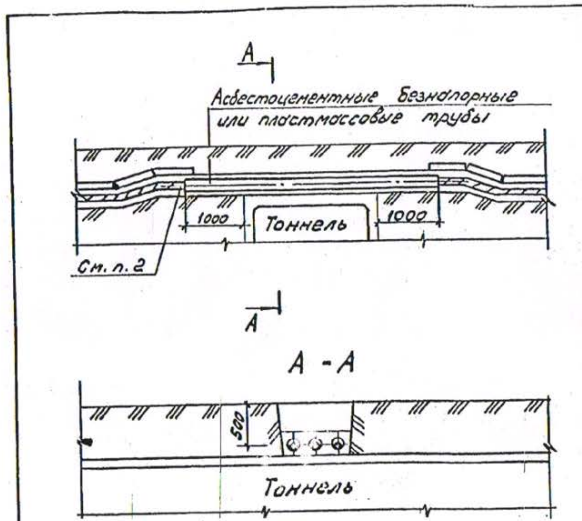 А
Асбестоцементные безнапорные
или пластмассовые трубы
1000
Тоннель
1000
См. п. 2
А
А - А
500
Тоннель